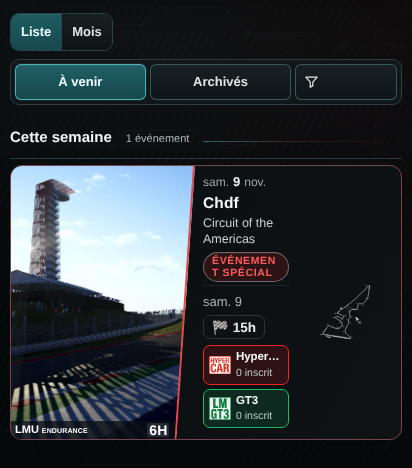 Liste Mois
À venir Archivés
Cette semaine 1 événement
sam. 9 nov.
Chdf
Circuit of the
Americas
ÉVÉNEMEN
T SPÉCIAL
sam. 9
15h
HYPER
CAR
Hyper...
0 inscrit
LM
GT3
GT3
0 inscrit
LMU ENDURANCE 6H